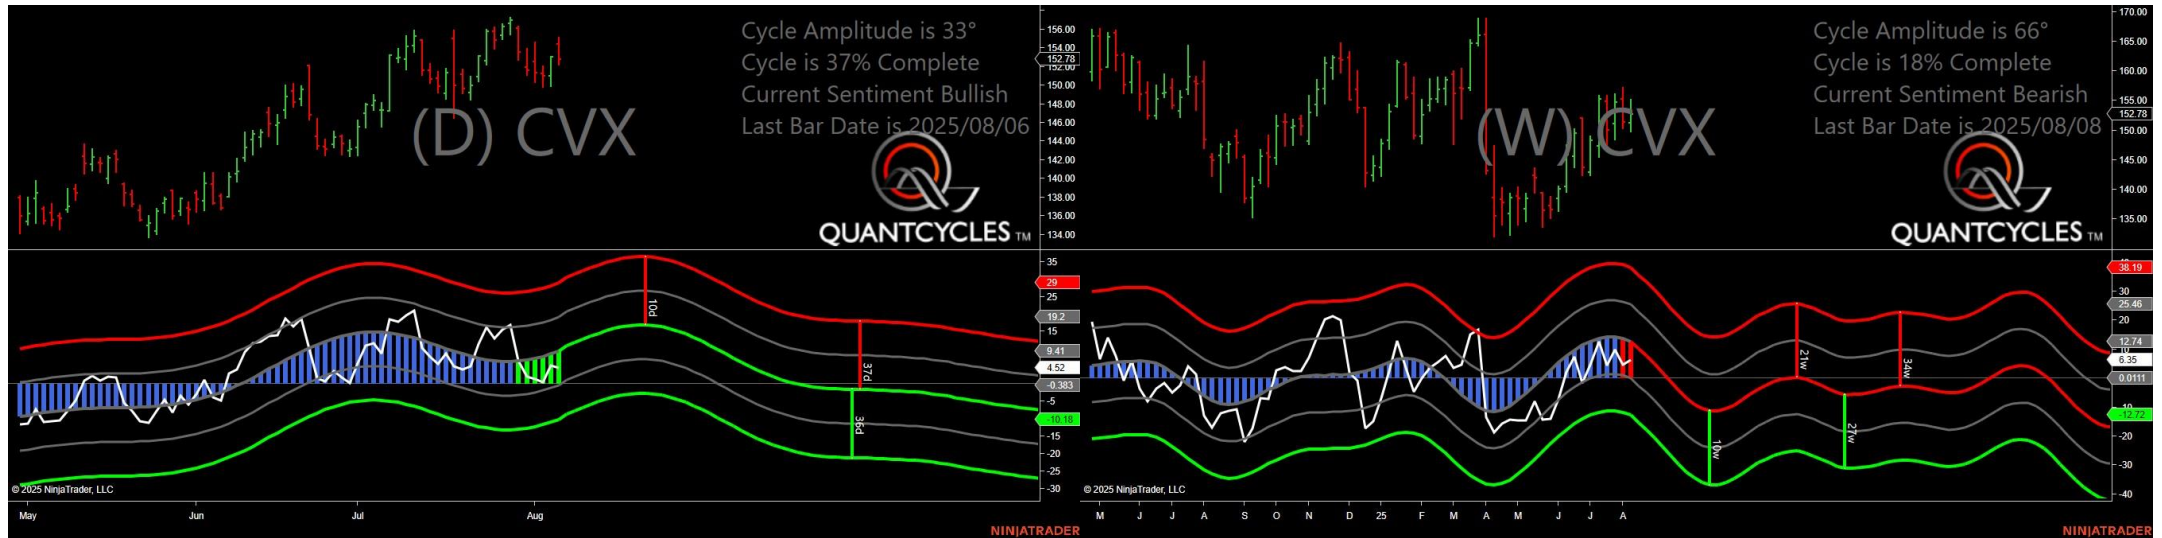 Cycle Amplitude is 33°
Cycle is 37% Complete
Current Sentiment Bullish
Last Bar Date is 2025/08/06
(D) CVX
QUANTCYCLES TM
156.00
154.00
152.78
152.00
150.00
148.00
146.00
144.00
142.00
140.00
138.00
136.00
134.00
35
29
25
19.2
15
9.41
4.52
-0.383
-5
-10.18
-15
-20
-25
-30
10d
37d
36d
© 2025 NinjaTrader, LLC
May Jun Jul Aug
NINJATRADER
Cycle Amplitude is 66°
Cycle is 18% Complete
Current Sentiment Bearish
Last Bar Date is 2025/08/08
(W) CVX
QUANTCYCLES TM
170.00
165.00
160.00
155.00
152.78
150.00
145.00
140.00
135.00
38.19
30
25.46
20
12.74
6.35
0.0111
-12.72
-20
-30
-40
21w
34w
10w
27w
© 2025 NinjaTrader, LLC
M J J A S O N D 25 F M A M J J A
NINJATRADER